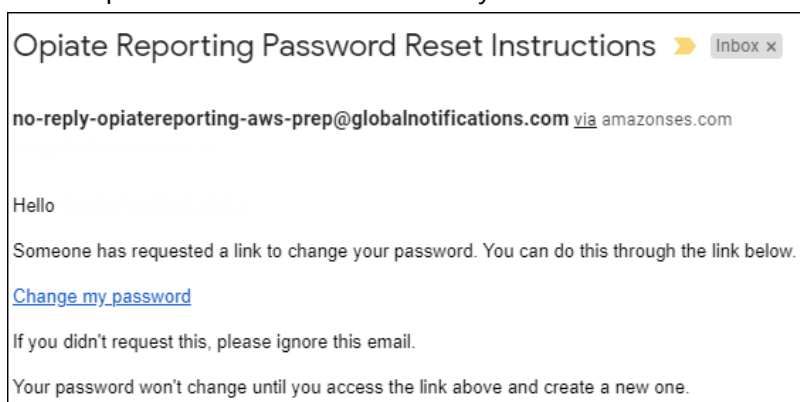 Opiate Reporting Password Reset Instructions Inbox x
no-reply-opiatereporting-aws-prep@globalnotifications.com via amazonses.com
Hello
Someone has requested a link to change your password. You can do this through the link below.
Change my password
If you didn't request this, please ignore this email.
Your password won't change until you access the link above and create a new one.